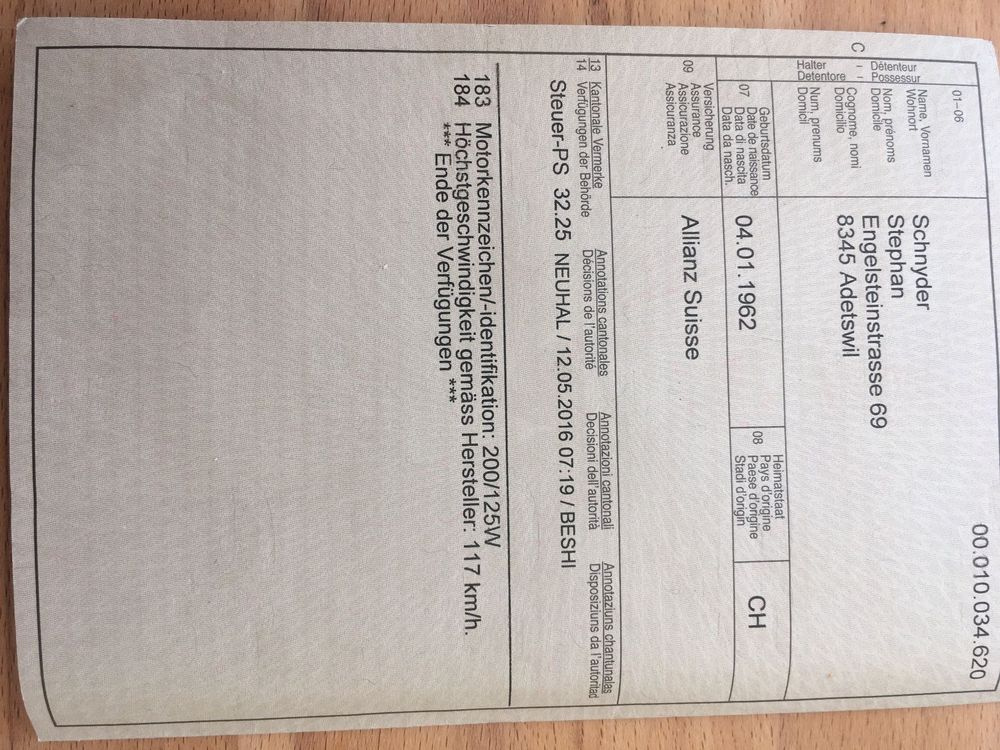 00.010.034.620
01–06 Name, Vornamen
Wohnort
Nom, prénoms
Domicile
Cognome, nomi
Domicilio
Num, prenums
Domicil
C Halter - Détenteur
Detentore - Possessur
Schnyder
Stephan
Engelsteinstrasse 69
8345 Adetswil
07 Geburtsdatum
Date de naissance
Data di nascita
Data da nasch.
04.01.1962
08 Heimatstaat
Pays d'origine
Paese d'origine
Stadi d'origin
CH
09 Versicherung
Assurance
Assicurazione
Assicuranza
Allianz Suisse
13 Kantonale Vermerke Annotations cantonales Annotazioni cantonali Annotaziuns chantunalas
14 Verfügungen der Behörde Décisions de l'autorité Decisioni dell'autorità Disposiziuns da l'autoritad
Steuer-PS 32.25 NEUHAL / 12.05.2016 07:19 / BESHI
183 Motorkennzeichen/-identifikation: 200/125W
184 Höchstgeschwindigkeit gemäss Hersteller: 117 km/h.
*** Ende der Verfügungen ***